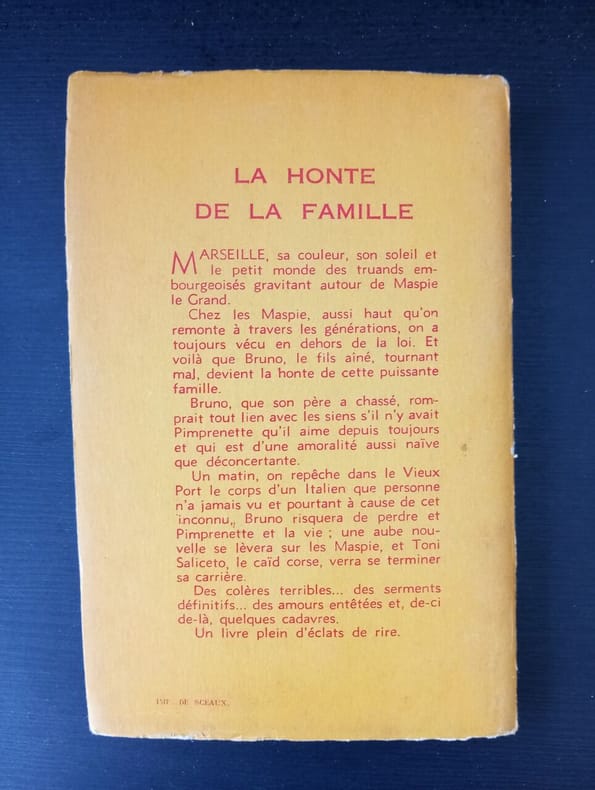 LA HONTE
DE LA FAMILLE
MARSEILLE, sa couleur, son soleil et
le petit monde des truands em-
bourgeoisés gravitant autour de Maspie
le Grand.
Chez les Maspie, aussi haut qu'on
remonte à travers les générations, on a
toujours vécu en dehors de la loi. Et
voilà que Bruno, le fils aîné, tournant
mal, devient la honte de cette puissante
famille.
Bruno, que son père a chassé, rom-
prait tout lien avec les siens s'il n'y avait
Pimprenette qu'il aime depuis toujours
et qui est d'une amoralité aussi naïve
que déconcertante.
Un matin, on repêche dans le Vieux
Port le corps d'un Italien que personne
n'a jamais vu et pourtant à cause de cet
inconnu, Bruno risquera de perdre et
Pimprenette et la vie ; une aube nou-
velle se lèvera sur les Maspie, et Toni
Saliceto, le caïd corse, verra se terminer
sa carrière.
Des colères terribles... des serments
définitifs... des amours entêtées et, de-ci
de-là, quelques cadavres.
Un livre plein d'éclats de rire.
IMP. DE SCEAUX.